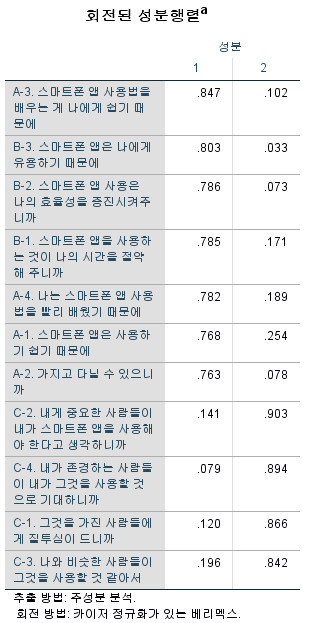 회전된 성분행렬a
성분
1 2
A-3. 스마트폰 앱 사용법을
배우는 게 나에게 쉽기 때
문에
.847 .102
B-3. 스마트폰 앱은 나에게
유용하기 때문에
.803 .033
B-2. 스마트폰 앱 사용은
나의 효율성을 증진시켜주
니까
.786 .073
B-1. 스마트폰 앱을 사용하
는 것이 나의 시간을 절약
해 주니까
.785 .171
A-4. 나는 스마트폰 앱 사용
법을 빨리 배웠기 때문에
.782 .189
A-1. 스마트폰 앱은 사용하
기 쉽기 때문에
.768 .254
A-2. 가지고 다닐 수 있으니
까
.763 .078
C-2. 내게 중요한 사람들이
내가 스마트폰 앱을 사용해
야 한다고 생각하니까
.141 .903
C-4. 내가 존경하는 사람들
이 내가 그것을 사용할 것
으로 기대하니까
.079 .894
C-1. 그것을 가진 사람들에
게 질투심이 드니까
.120 .866
C-3. 나와 비슷한 사람들이
그것을 사용할 것 같아서
.196 .842
추출 방법: 주성분 분석.
회전 방법: 카이저 정규화가 있는 베리멕스.